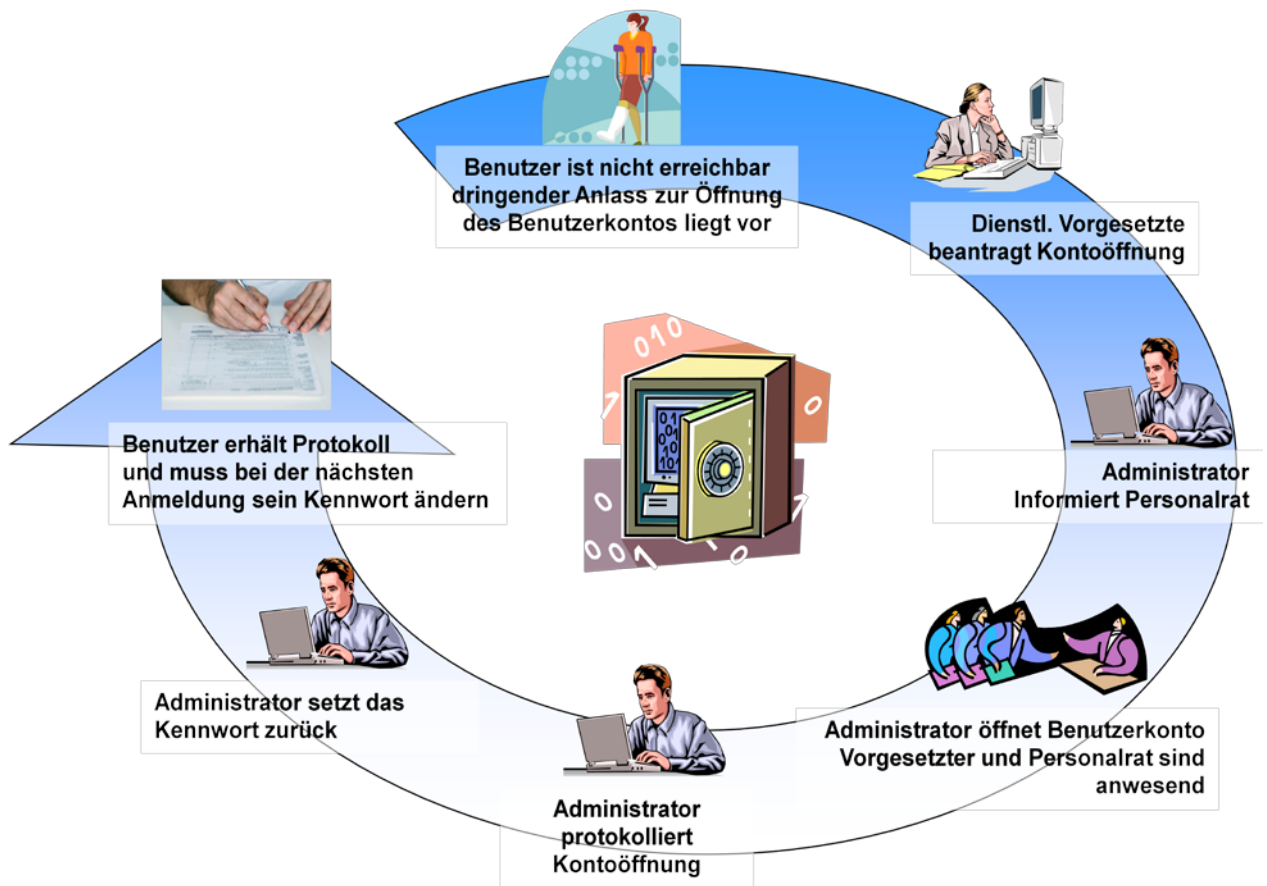 Benutzer ist nicht erreichbar
dringender Anlass zur Öffnung
des Benutzerkontos liegt vor
Dienstl. Vorgesetzte
beantragt Kontoöffnung
Administrator
Informiert Personalrat
Administrator öffnet Benutzerkonto
Vorgesetzter und Personalrat sind
anwesend
Administrator
protokolliert
Kontoöffnung
Administrator setzt das
Kennwort zurück
Benutzer erhält Protokoll
und muss bei der nächsten
Anmeldung sein Kennwort ändern